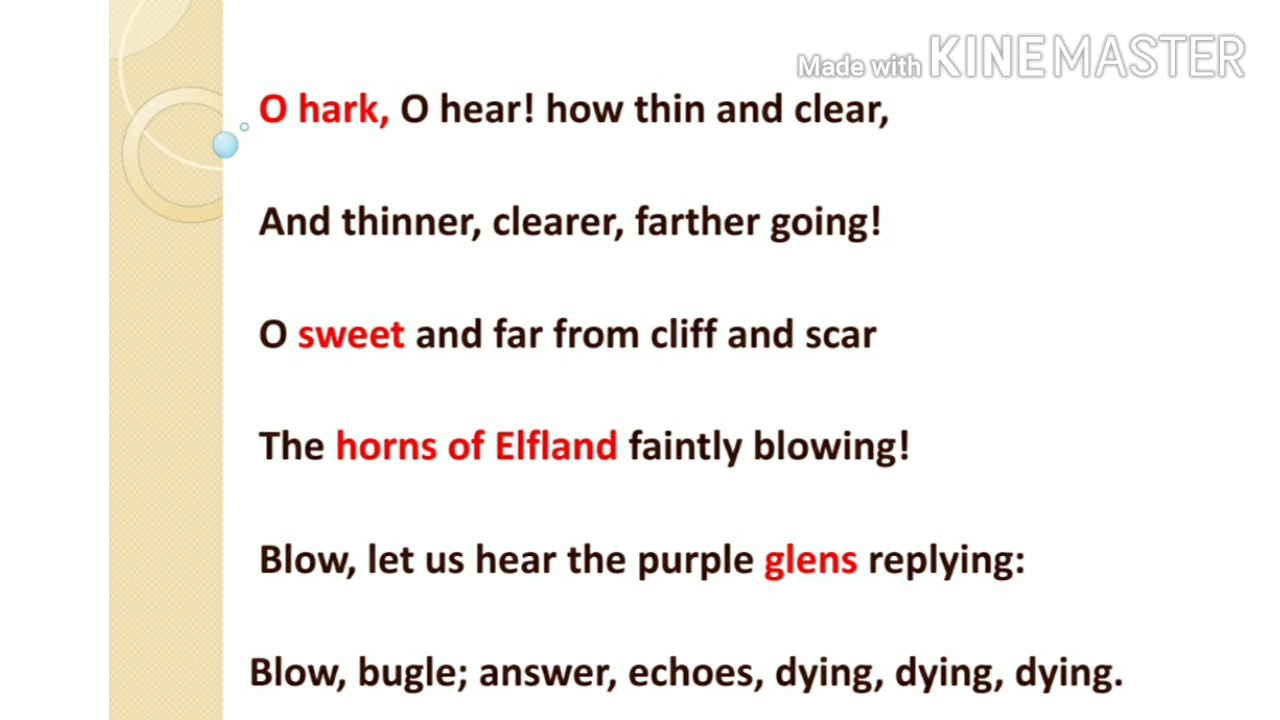 Made with KINEMASTER
O hark, O hear! how thin and clear,
And thinner, clearer, farther going!
O sweet and far from cliff and scar
The horns of Elfland faintly blowing!
Blow, let us hear the purple glens replying:
Blow, bugle; answer, echoes, dying, dying, dying.